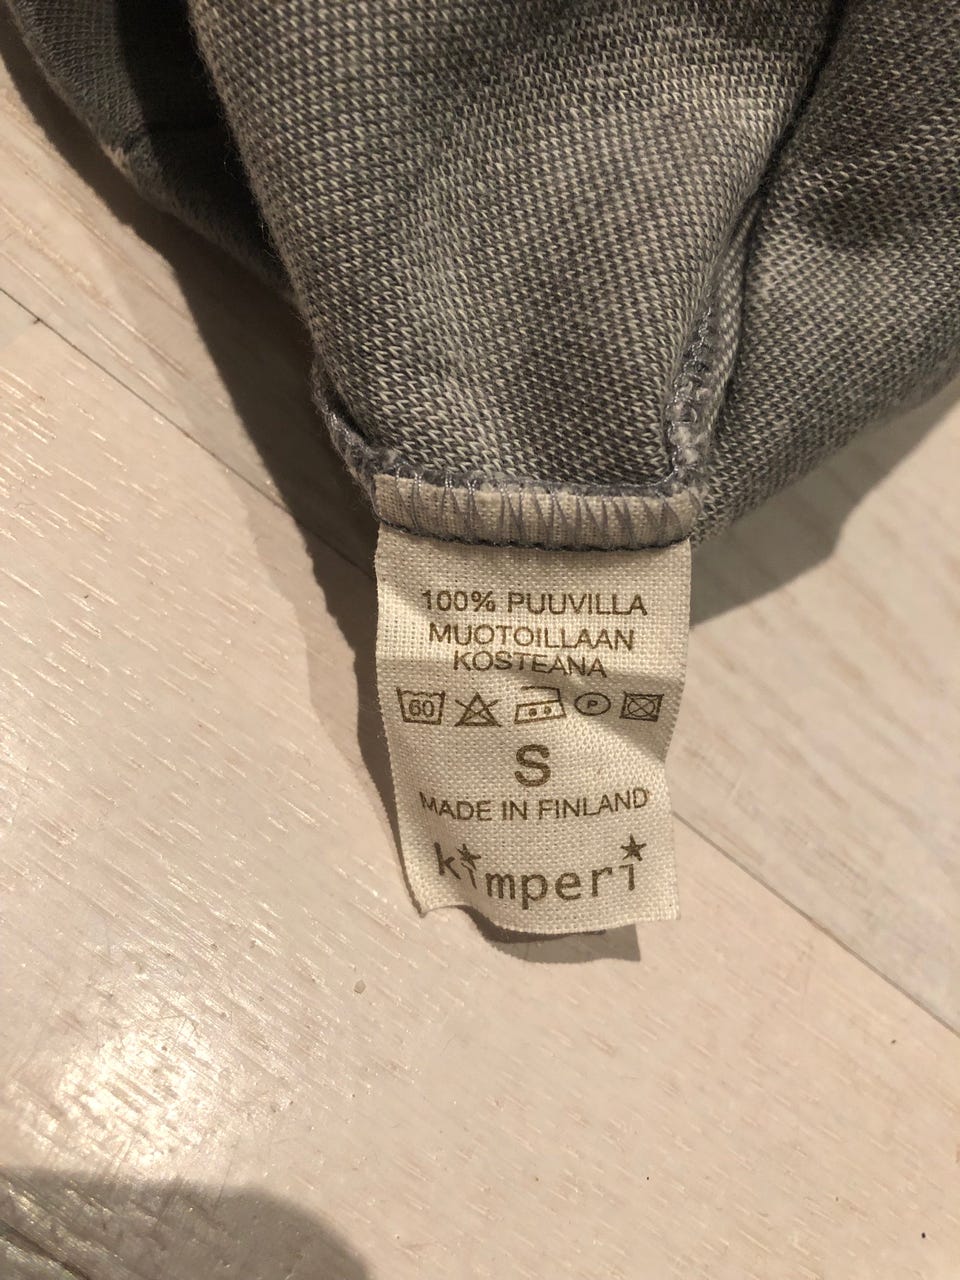 100% PUUVILLA
MUOTOILLAAN
KOSTEANA
60 P
S
MADE IN FINLAND
kimperi